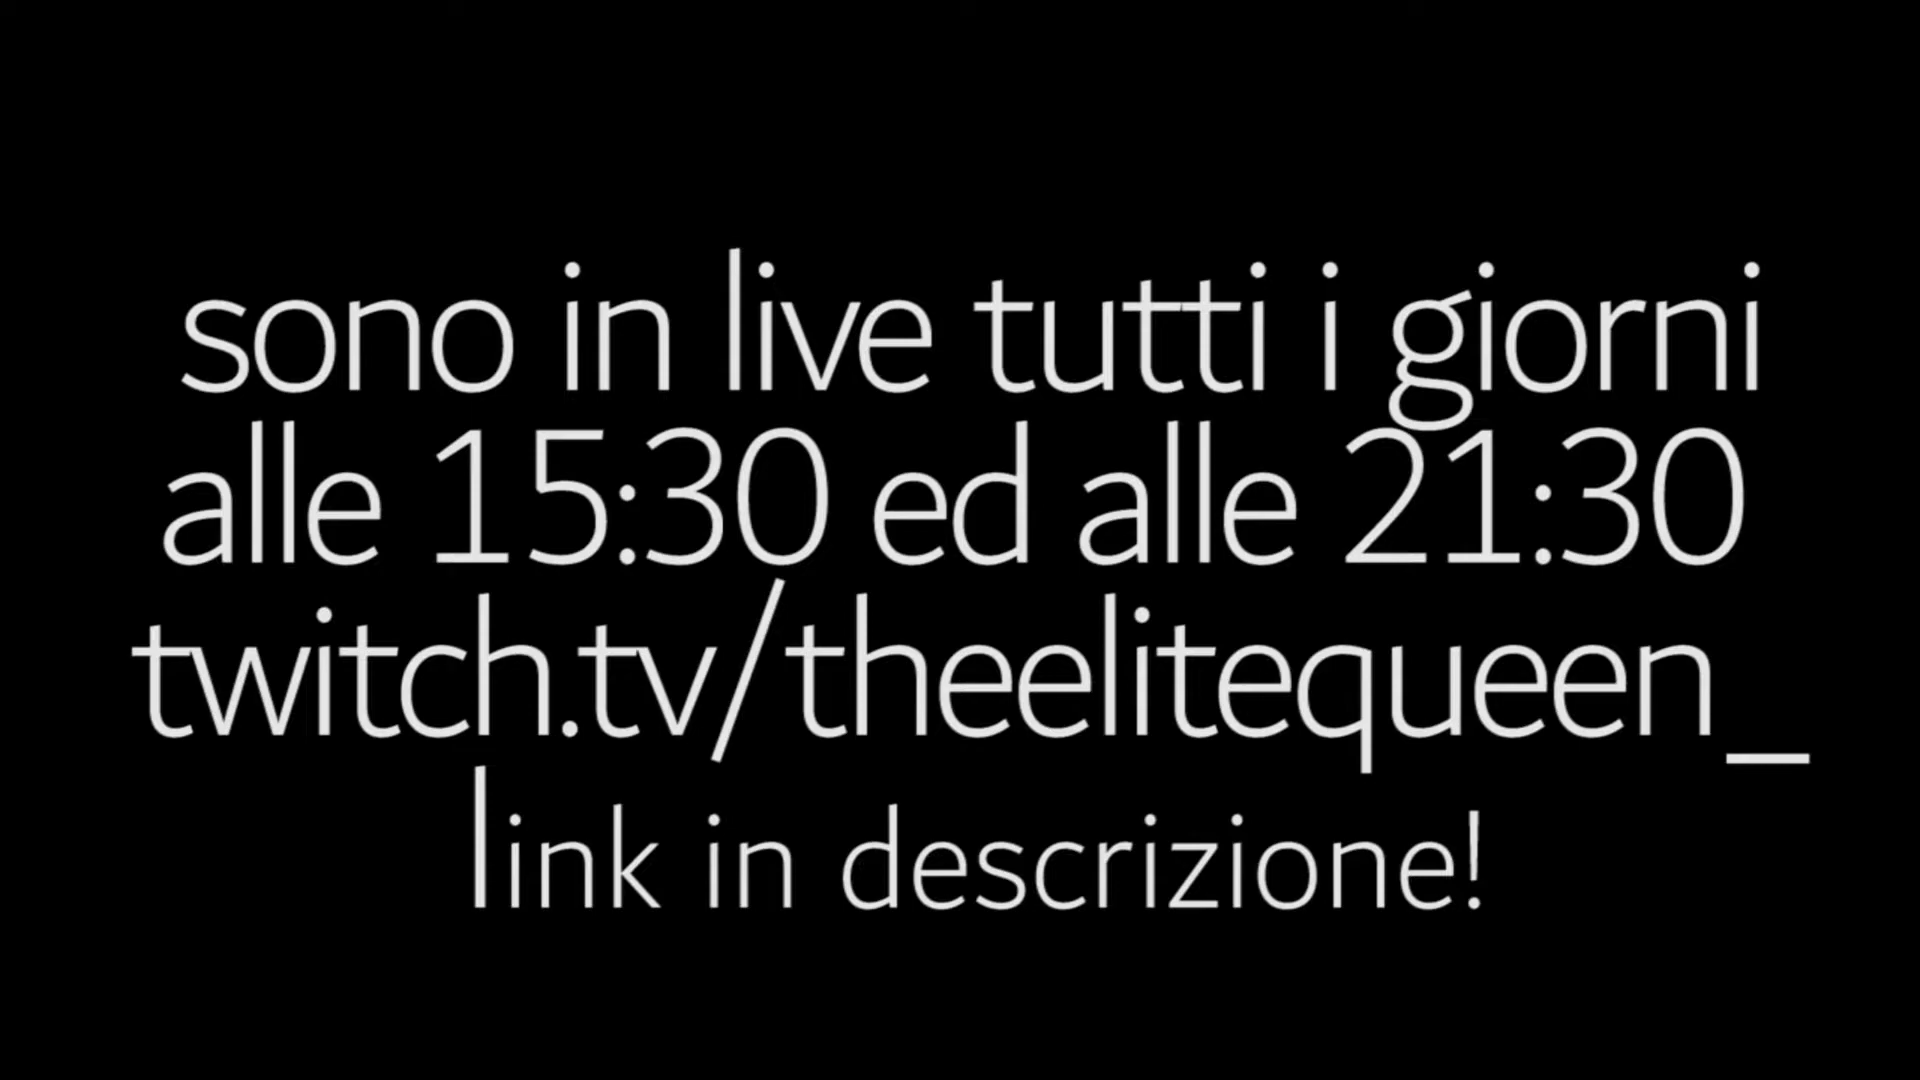 sono in live tutti i giorni
alle 15:30 ed alle 21:30
twitch.tv/theelitequeen_
link in descrizione!